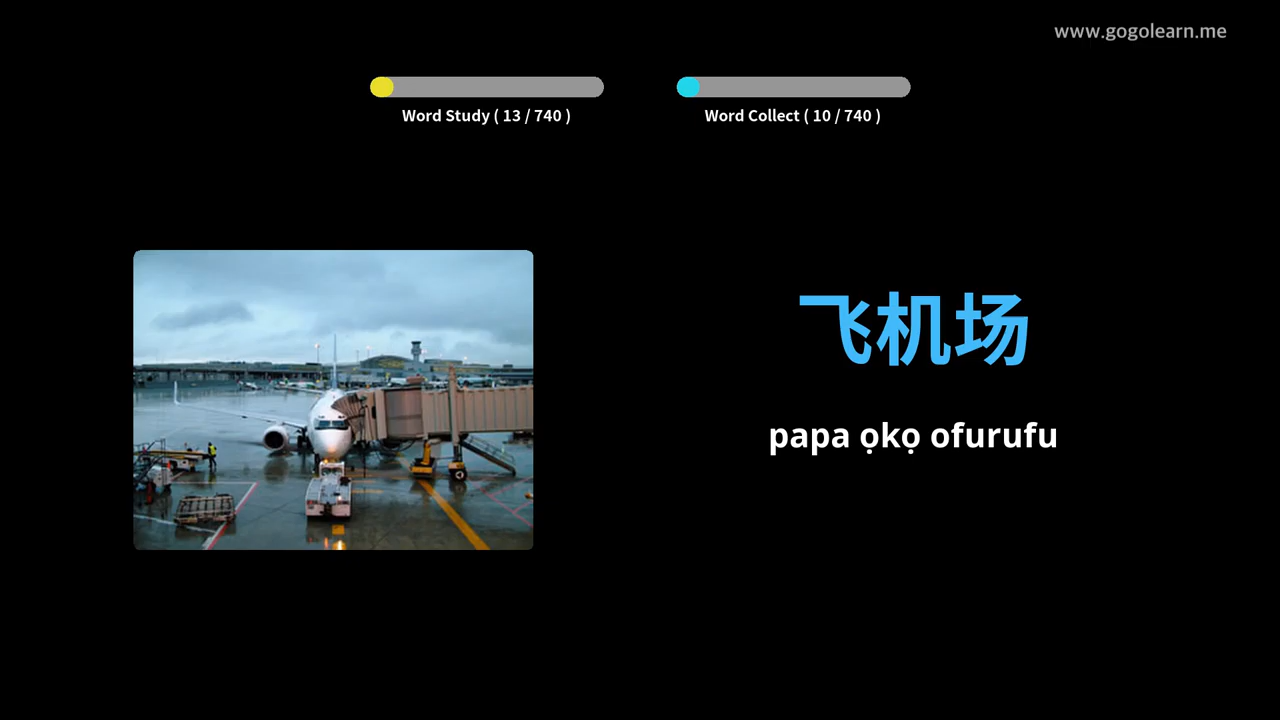 www.gogolearn.me
Word Study ( 13 / 740 )
Word Collect ( 10 / 740 )
飞机场
papa ọkọ ofurufu